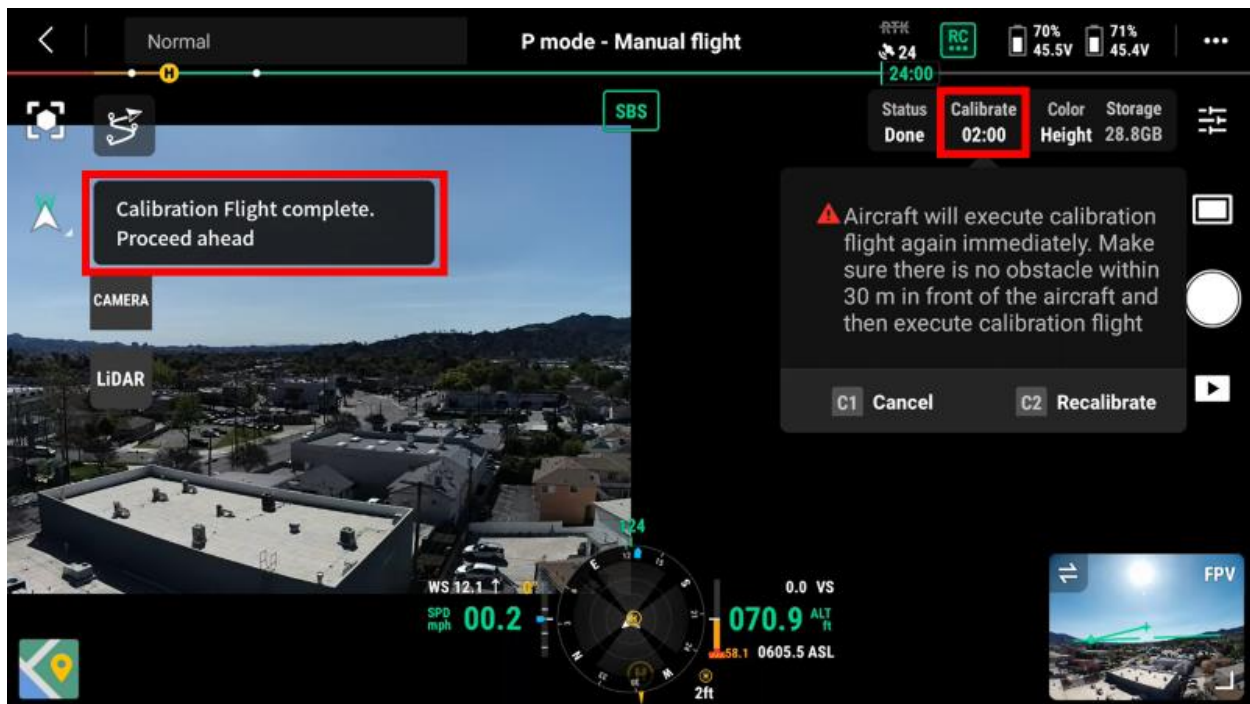 Normal
P mode - Manual flight
RTK
24
RC
70%
45.5V
71%
45.4V
24:00
H
SBS
Status
Calibrate
Color
Storage
Done
02:00
Height
28.8GB
Calibration Flight complete.
Proceed ahead
Aircraft will execute calibration
flight again immediately. Make
sure there is no obstacle within
30 m in front of the aircraft and
then execute calibration flight
C1 Cancel
C2 Recalibrate
CAMERA
LiDAR
124
WS 12.1
0°
0.0 VS
SPD
mph
00.2
070.9
ALT
ft
58.1
0605.5 ASL
12
15
E
S
N
W
2ft
FPV